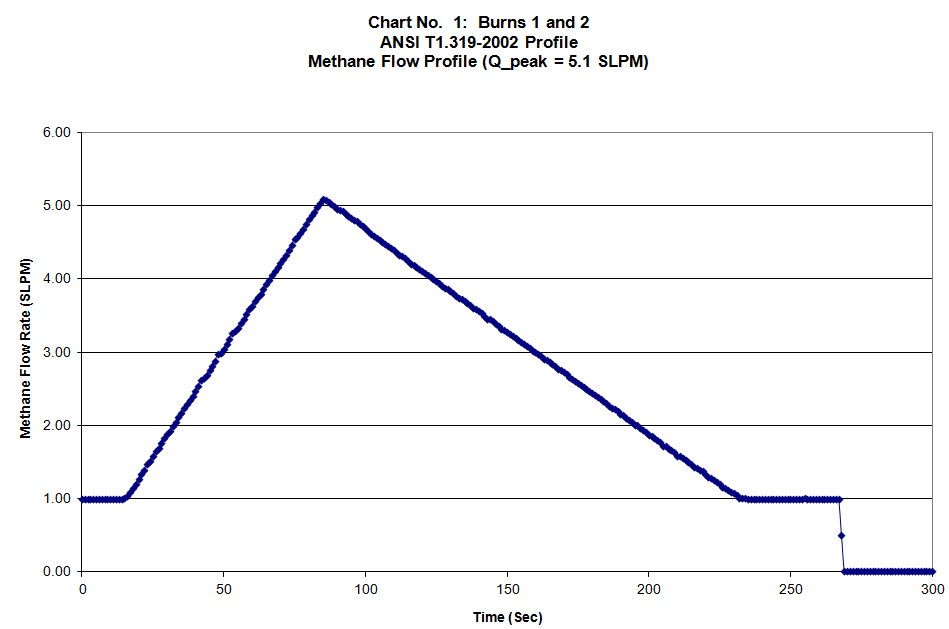 Chart No.  1:  Burns 1 and 2
ANSI T1.319-2002 Profile
Methane Flow Profile (Q_peak = 5.1 SLPM)
6.00
5.00
4.00
3.00
2.00
1.00
0.00
Methane Flow Rate (SLPM)
0 50 100 150 200 250 300
Time (Sec)